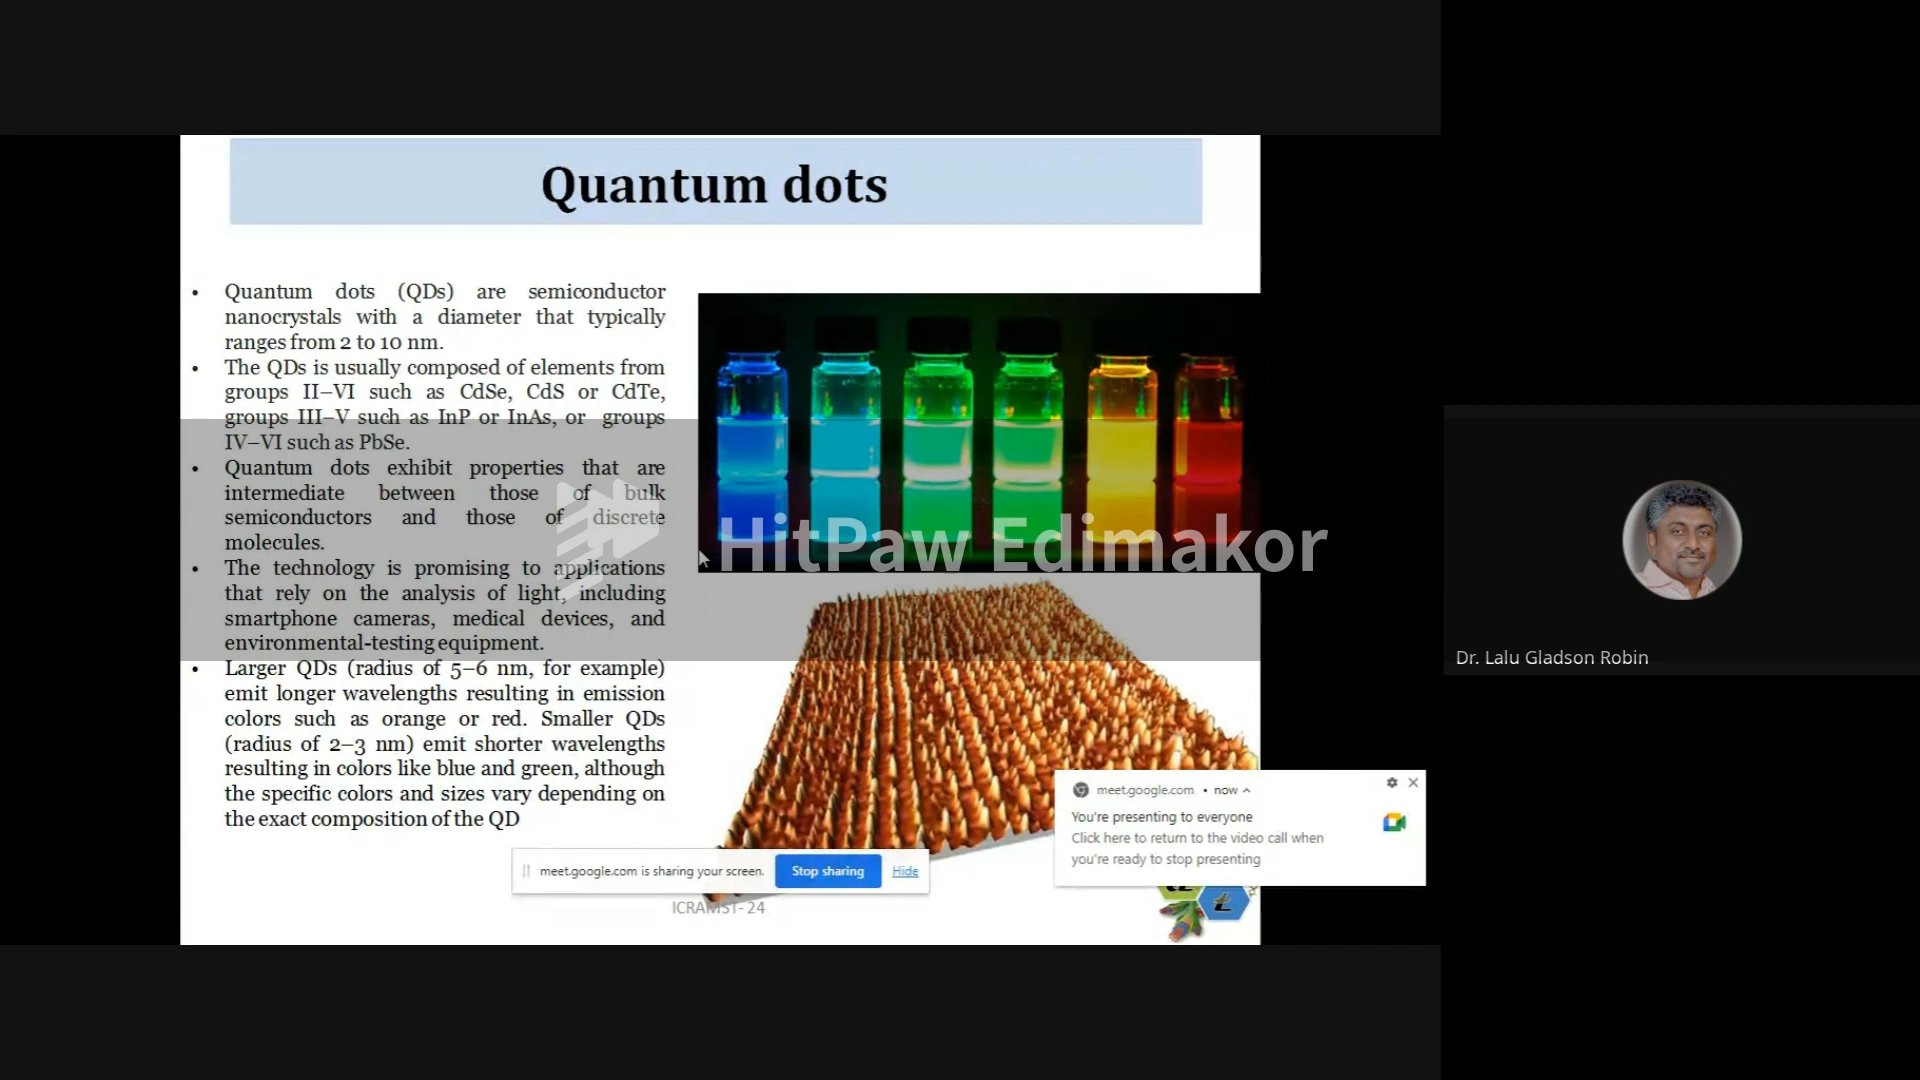 Quantum dots
• Quantum dots (QDs) are semiconductor
nanocrystals with a diameter that typically
ranges from 2 to 10 nm.
• The QDs is usually composed of elements from
groups II–VI such as CdSe, CdS or CdTe,
groups III–V such as InP or InAs, or groups
IV–VI such as PbSe.
• Quantum dots exhibit properties that are
intermediate between those of bulk
semiconductors and those of discrete
molecules.
• The technology is promising to applications
that rely on the analysis of light, including
smartphone cameras, medical devices, and
environmental-testing equipment.
• Larger QDs (radius of 5–6 nm, for example)
emit longer wavelengths resulting in emission
colors such as orange or red. Smaller QDs
(radius of 2–3 nm) emit shorter wavelengths
resulting in colors like blue and green, although
the specific colors and sizes vary depending on
the exact composition of the QD
HitPaw Edimakor
meet.google.com is sharing your screen. Stop sharing Hide
ICRAMST- 24
meet.google.com • now
You're presenting to everyone
Click here to return to the video call when
you're ready to stop presenting
Dr. Lalu Gladson Robin